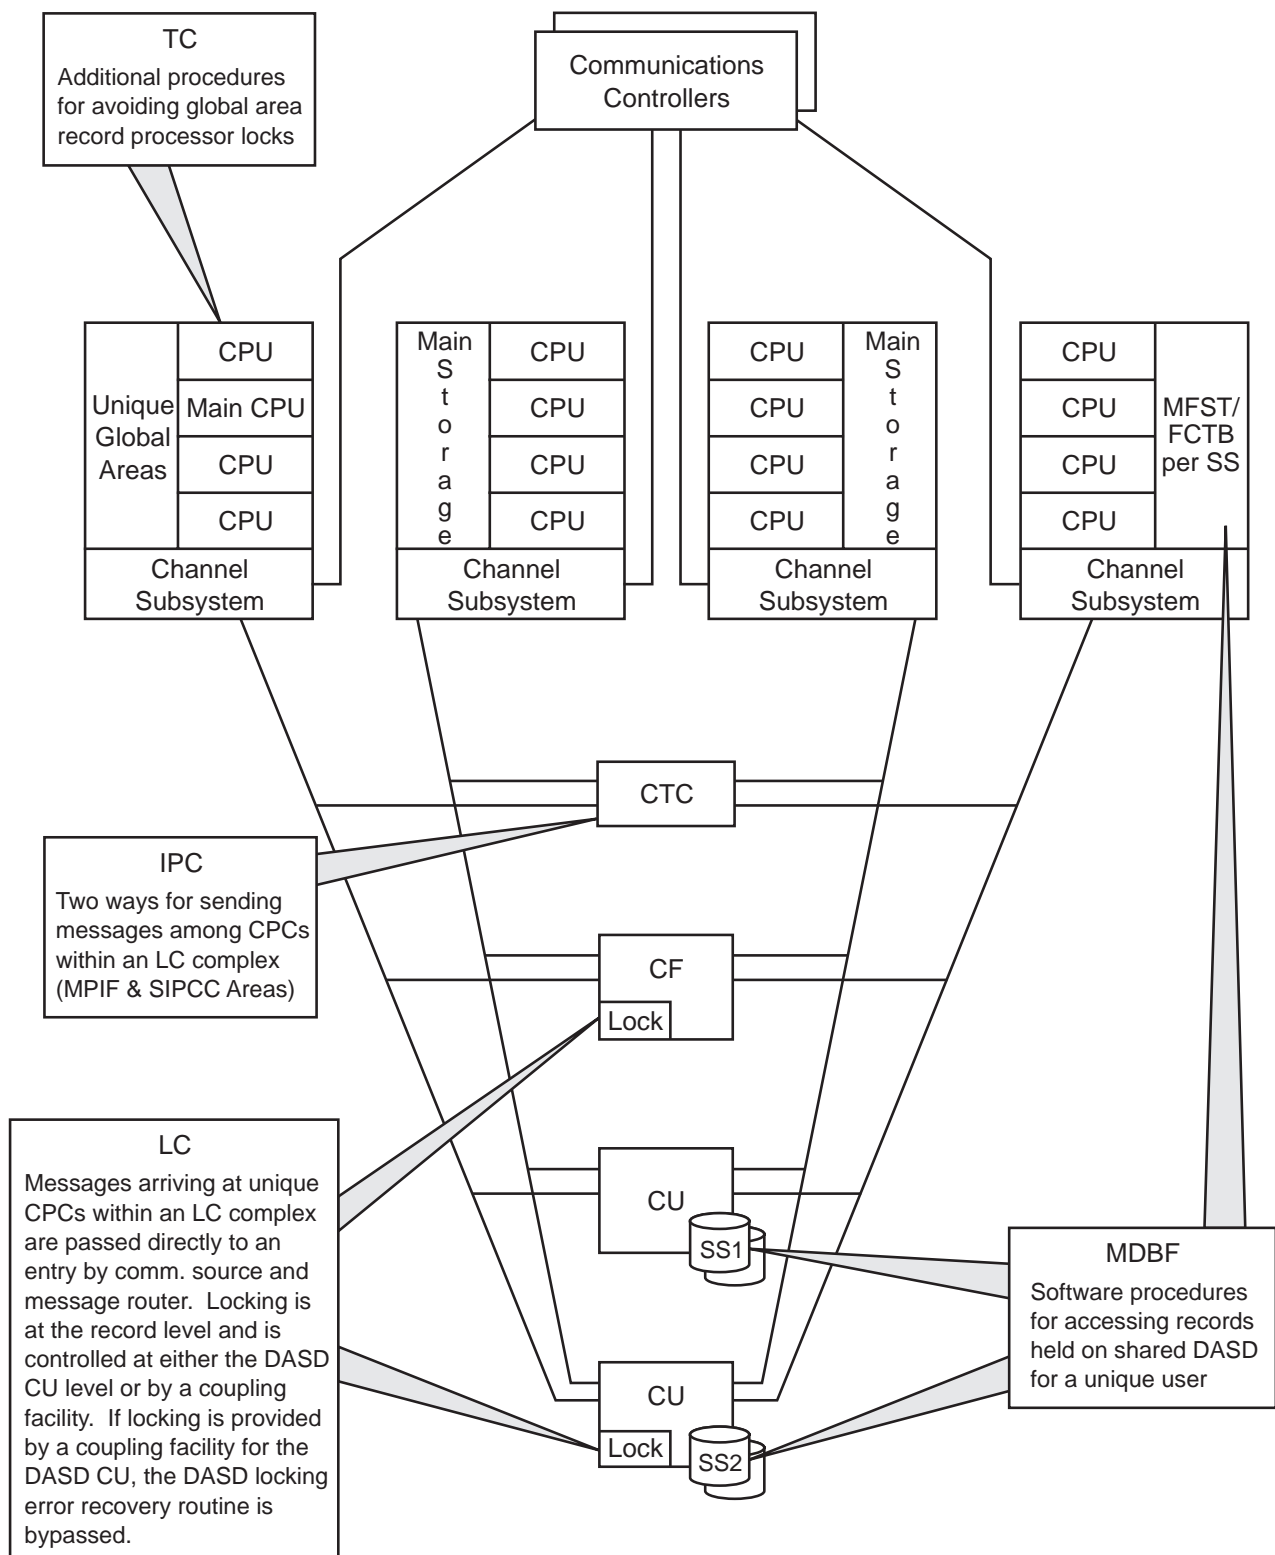 TC
Additional procedures
for avoiding global area
record processor locks
Communications
Controllers
Unique
Global
Areas
CPU
Main CPU
CPU
CPU
Channel
Subsystem
Main
Storage
CPU
CPU
CPU
CPU
Channel
Subsystem
CPU
CPU
CPU
CPU
Main
Storage
Channel
Subsystem
CPU
CPU
CPU
CPU
MFST/
FCTB
per SS
Channel
Subsystem
CTC
IPC
Two ways for sending
messages among CPCs
within an LC complex
(MPIF & SIPCC Areas)
CF
Lock
LC
Messages arriving at unique
CPCs within an LC complex
are passed directly to an
entry by comm. source and
message router. Locking is
at the record level and is
controlled at either the DASD
CU level or by a coupling
facility. If locking is provided
by a coupling facility for the
DASD CU, the DASD locking
error recovery routine is
bypassed.
CU
SS1
MDBF
Software procedures
for accessing records
held on shared DASD
for a unique user
CU
Lock
SS2